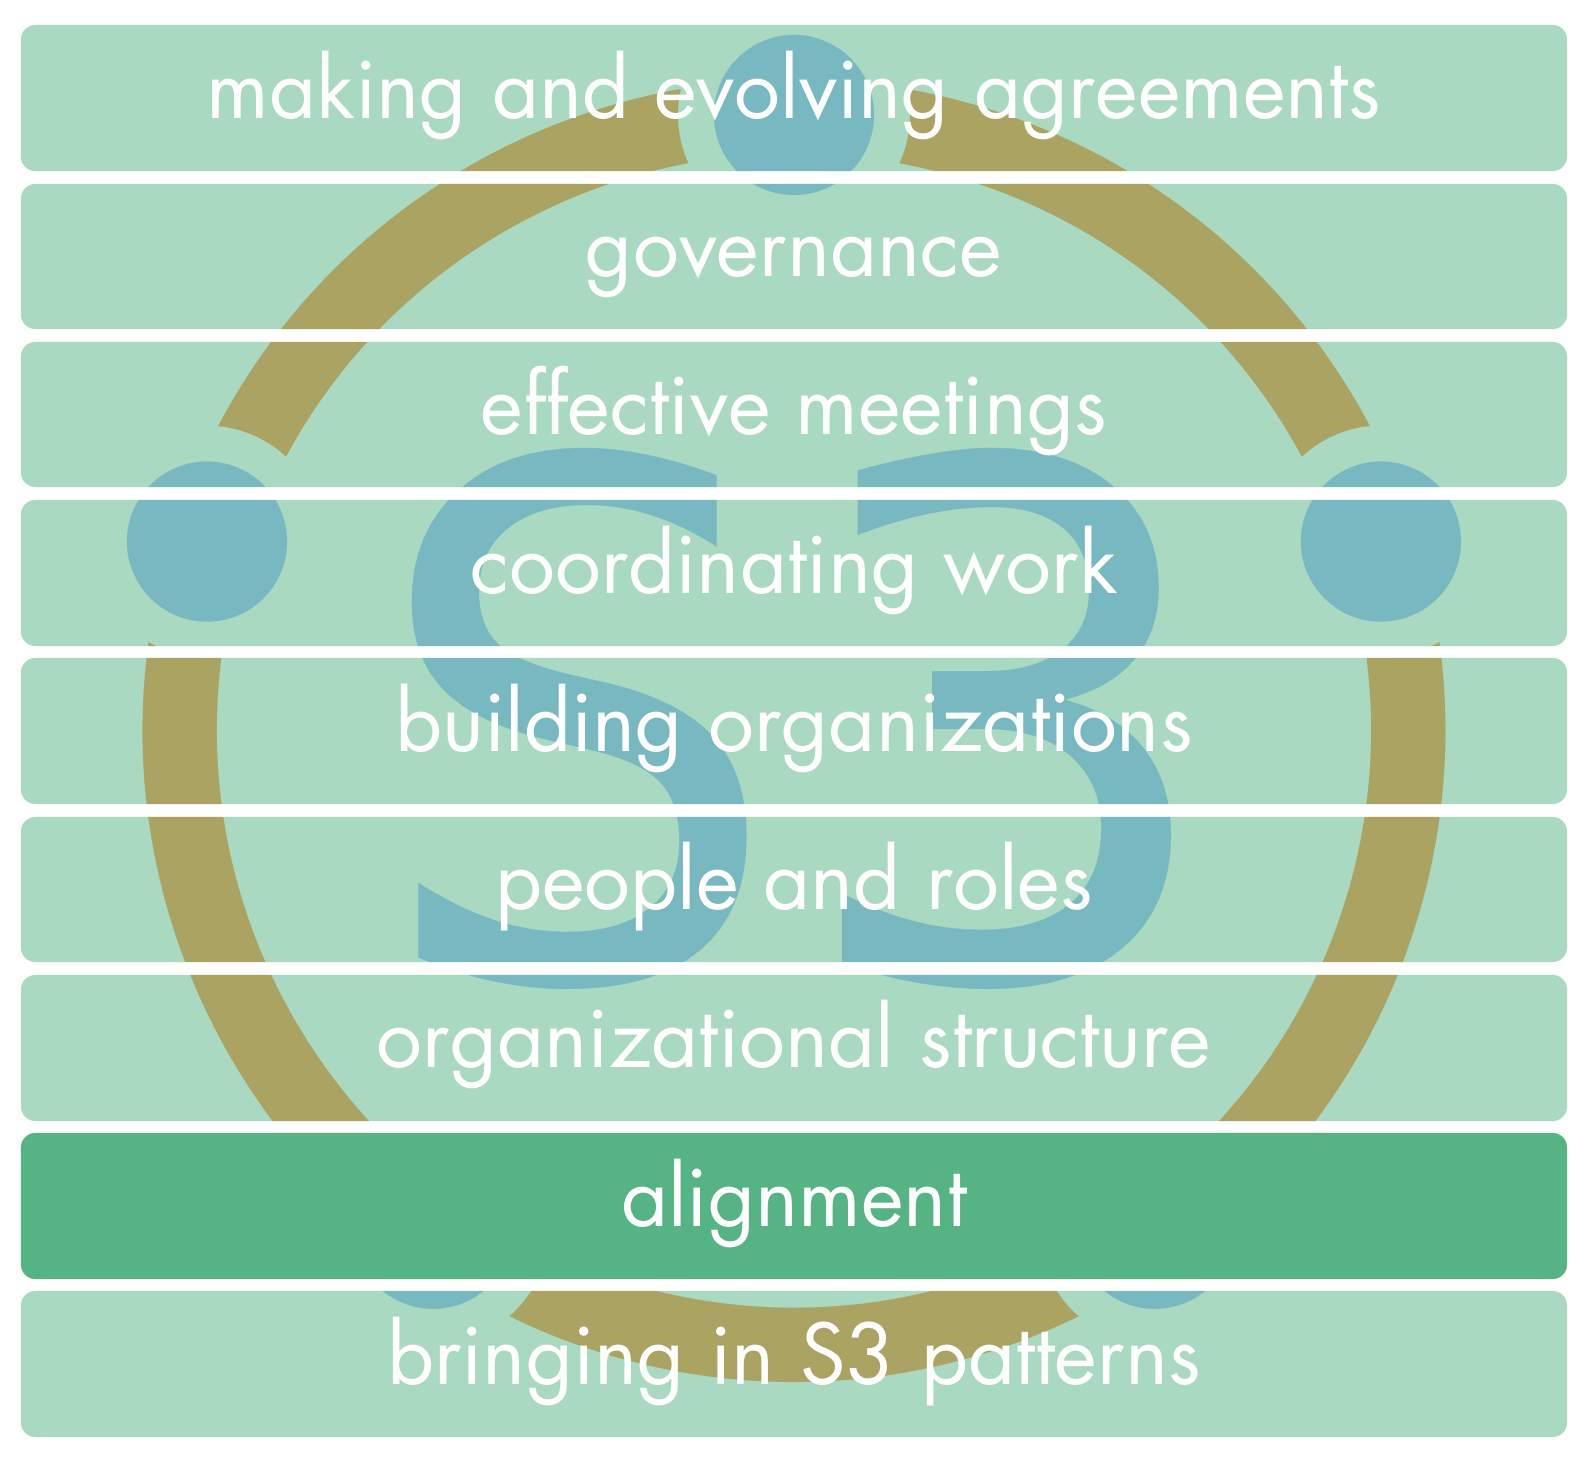 making and evolving agreements
governance
effective meetings
S3
coordinating work
building organizations
people and roles
organizational structure
alignment
bringing in S3 patterns